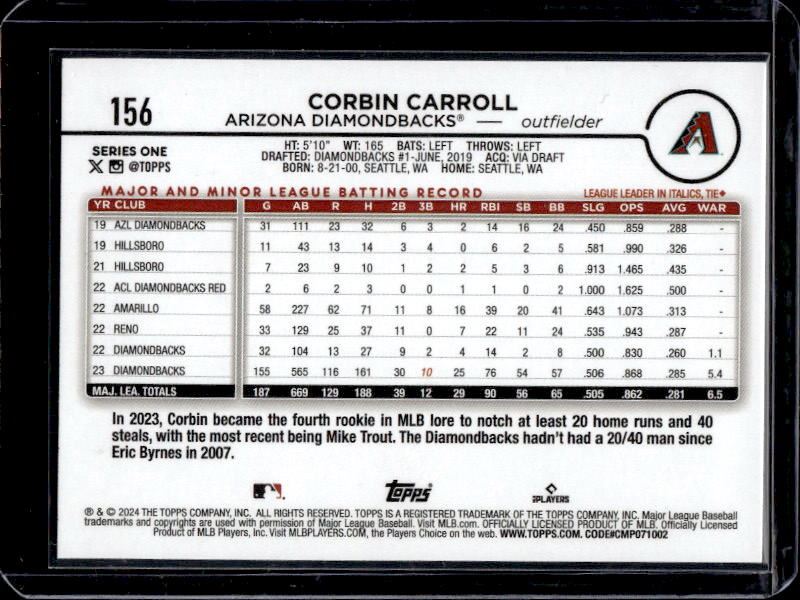 156
CORBIN CARROLL
ARIZONA DIAMONDBACKS® — outfielder
SERIES ONE
X @TOPPS
HT: 5'10" WT: 165 BATS: LEFT THROWS: LEFT
DRAFTED: DIAMONDBACKS #1-JUNE, 2019 ACQ: VIA DRAFT
BORN: 8-21-00, SEATTLE, WA HOME: SEATTLE, WA
MAJOR AND MINOR LEAGUE BATTING RECORD LEAGUE LEADER IN ITALICS, TIE♦
YR CLUB G AB R H 2B 3B HR RBI SB BB SLG OPS AVG WAR
19 AZL DIAMONDBACKS 31 111 23 32 6 3 2 14 16 24 .450 .859 .288 -
19 HILLSBORO 11 43 13 14 3 4 0 6 2 5 .581 .990 .326 -
21 HILLSBORO 7 23 9 10 1 2 2 5 3 6 .913 1.465 .435 -
22 ACL DIAMONDBACKS RED 2 6 2 3 0 0 1 1 0 2 1.000 1.625 .500 -
22 AMARILLO 58 227 62 71 11 8 16 39 20 41 .643 1.073 .313 -
22 RENO 33 129 25 37 11 0 7 22 11 24 .535 .943 .287 -
22 DIAMONDBACKS 32 104 13 27 9 2 4 14 2 8 .500 .830 .260 1.1
23 DIAMONDBACKS 155 565 116 161 30 10 25 76 54 57 .506 .868 .285 5.4
MAJ. LEA. TOTALS 187 669 129 188 39 12 29 90 56 65 .505 .862 .281 6.5
In 2023, Corbin became the fourth rookie in MLB lore to notch at least 20 home runs and 40
steals, with the most recent being Mike Trout. The Diamondbacks hadn't had a 20/40 man since
Eric Byrnes in 2007.
topps
PLAYERS
® & © 2024 THE TOPPS COMPANY, INC. ALL RIGHTS RESERVED. TOPPS IS A REGISTERED TRADEMARK OF THE TOPPS COMPANY, INC. Major League Baseball
trademarks and copyrights are used with permission of Major League Baseball. Visit MLB.com. OFFICIALLY LICENSED PRODUCT OF MLB. Officially Licensed
Product of MLB Players, Inc. Visit MLBPLAYERS.COM, the Players Choice on the web. WWW.TOPPS.COM. CODE#CMP071002